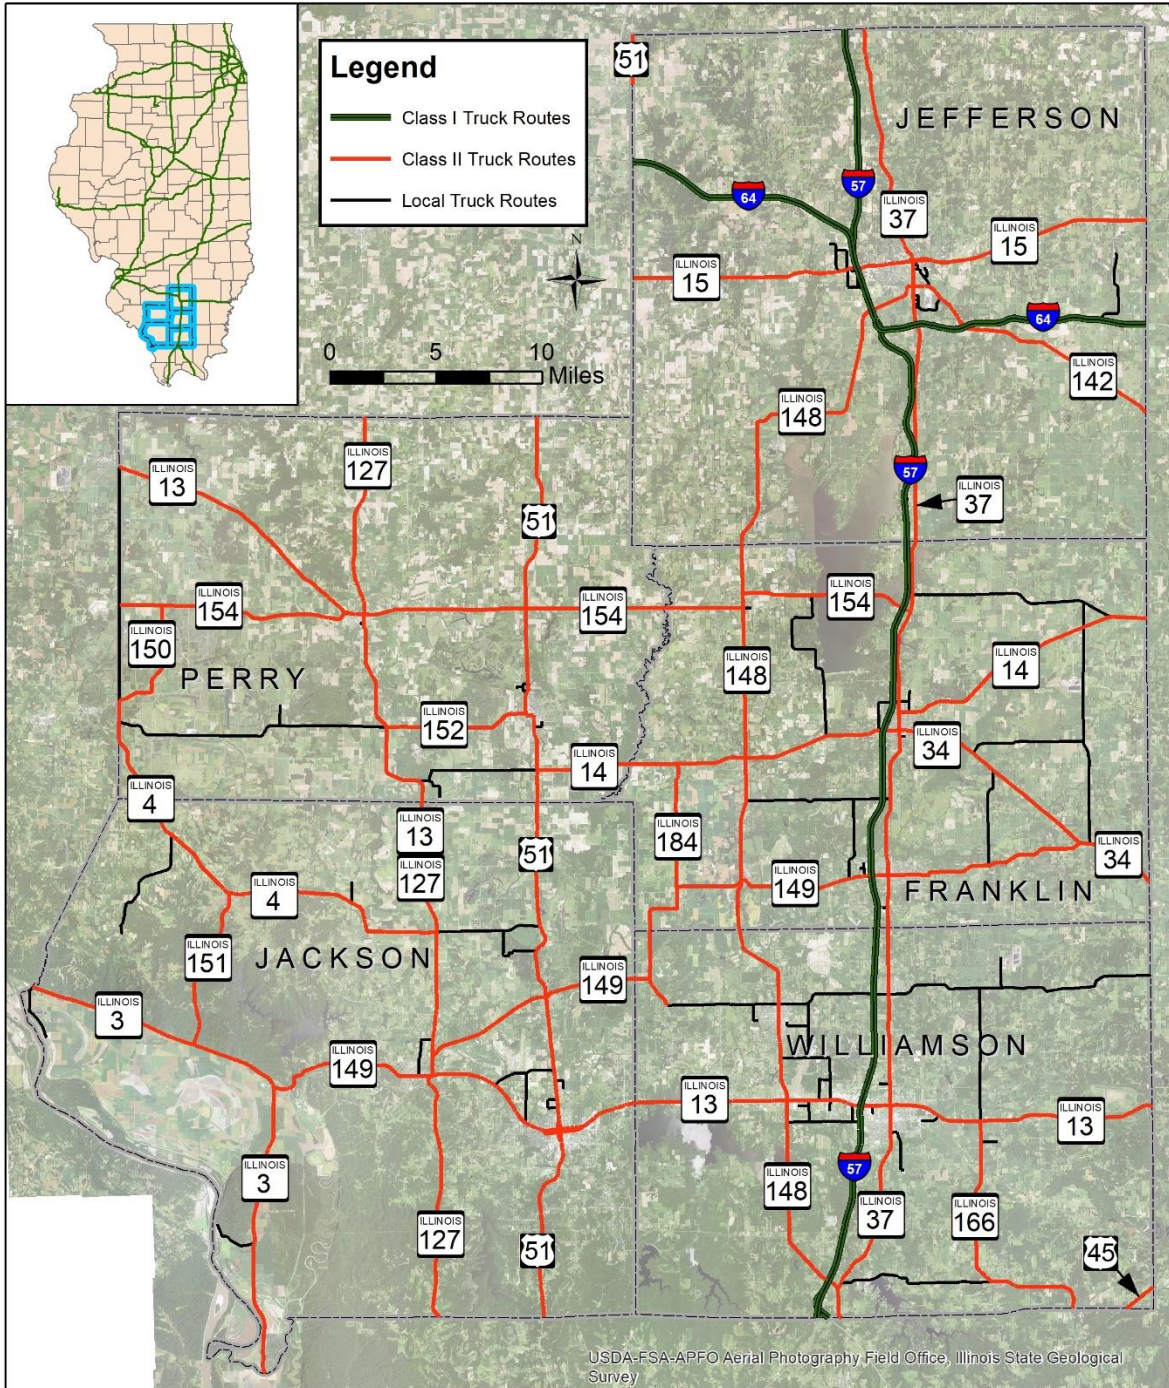 Legend
Class I Truck Routes
Class II Truck Routes
Local Truck Routes
N
0 5 10
Miles
51
JEFFERSON
57
64
ILLINOIS
37
ILLINOIS
15
ILLINOIS
15
64
ILLINOIS
142
ILLINOIS
148
ILLINOIS
127
57
ILLINOIS
13
ILLINOIS
37
51
ILLINOIS
154
ILLINOIS
154
ILLINOIS
154
ILLINOIS
150
PERRY
ILLINOIS
148
ILLINOIS
14
ILLINOIS
152
ILLINOIS
34
ILLINOIS
14
ILLINOIS
4
ILLINOIS
13
ILLINOIS
184
51
ILLINOIS
34
ILLINOIS
127
ILLINOIS
149
FRANKLIN
ILLINOIS
4
ILLINOIS
151
JACKSON
ILLINOIS
149
ILLINOIS
3
WILLIAMSON
ILLINOIS
149
ILLINOIS
13
ILLINOIS
13
57
ILLINOIS
3
ILLINOIS
148
ILLINOIS
37
ILLINOIS
166
ILLINOIS
127
51
45
USDA-FSA-APFO Aerial Photography Field Office, Illinois State Geological
Survey